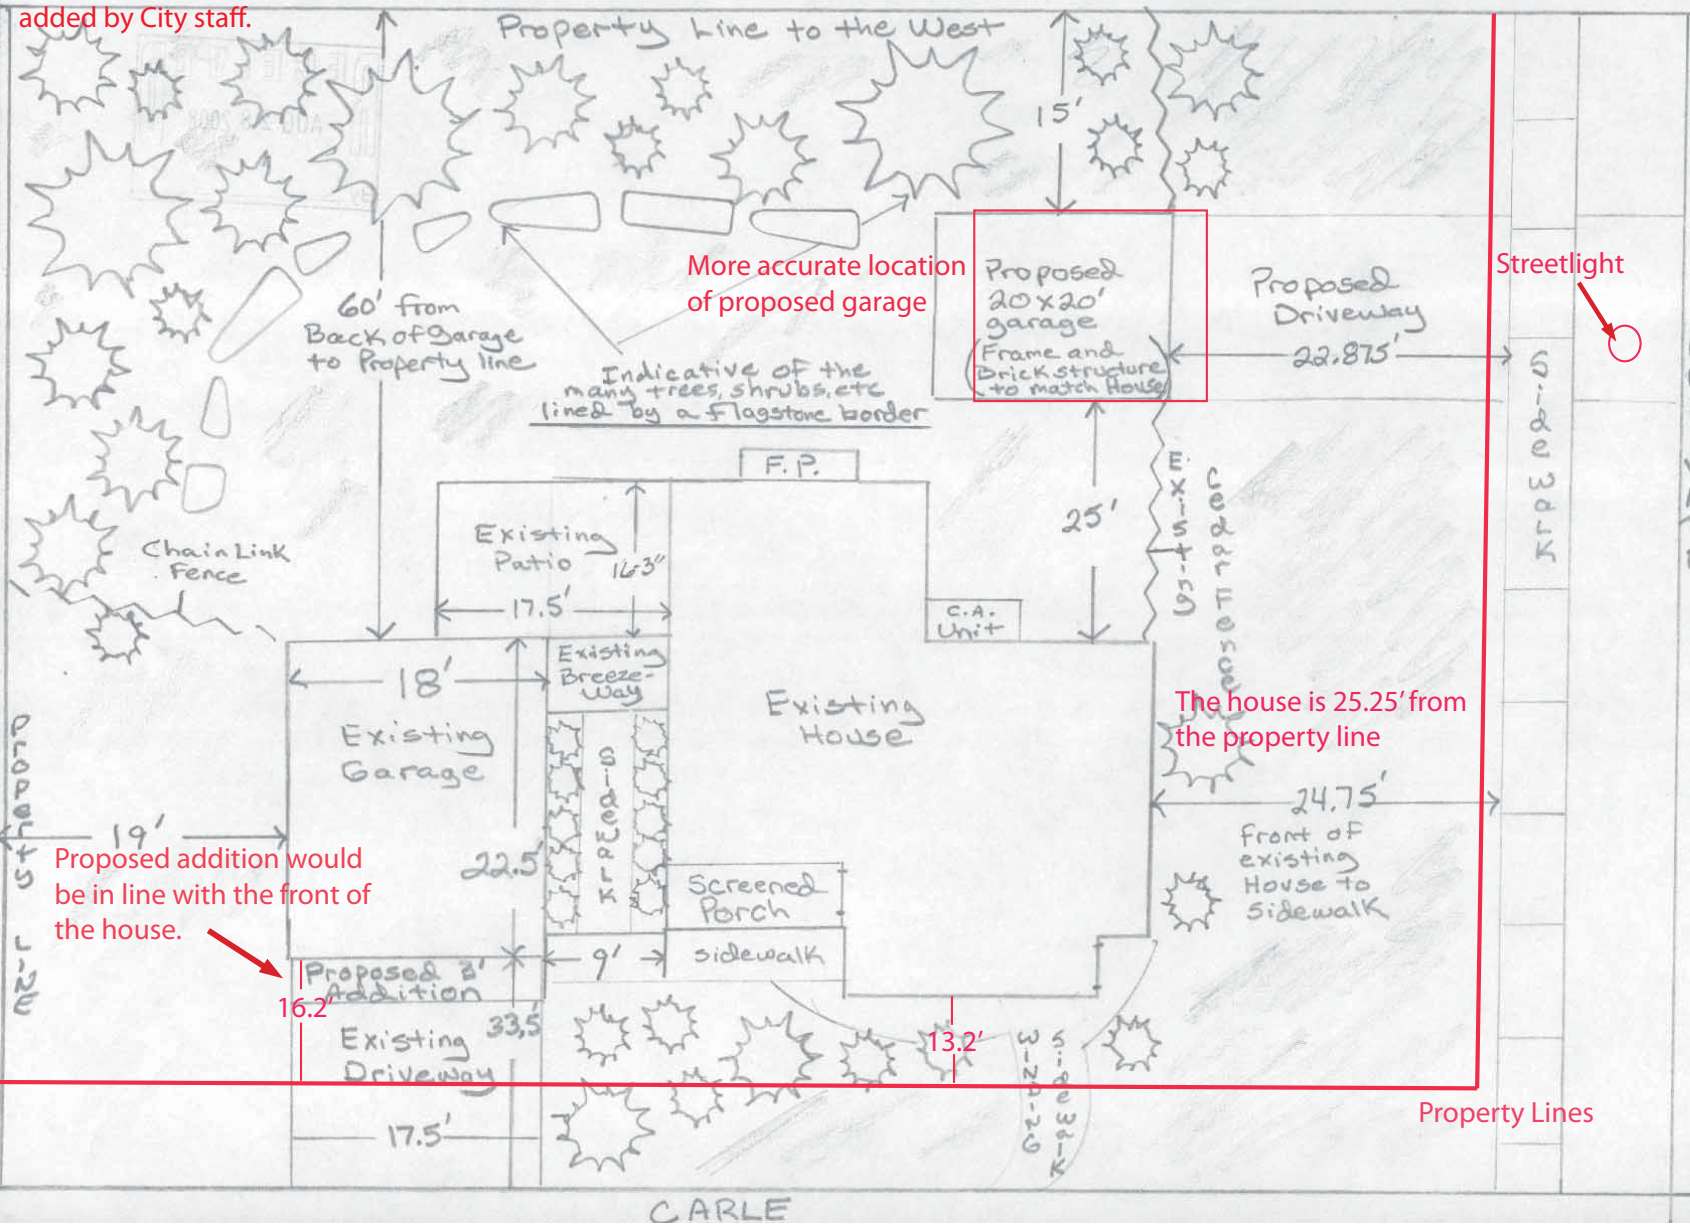 added by City staff.
Property Line to the West
15'
More accurate location
of proposed garage
Proposed
20x20'
garage
(Frame and
Brick structure
to match House)
Proposed
Driveway
22.875'
Streetlight
60' from
Back of Garage
to Property line
Indicative of the
many trees, shrubs, etc
lined by a flagstone border
Sidewalk
F.P.
Existing
Patio
16-3"
17.5'
25'
Existing
Cedar Fence
Chain Link
Fence
C.A.
Unit
18'
Existing
Breeze-
Way
Existing
Garage
Sidewalk
Existing
House
The house is 25.25' from
the property line
24.75'
Front of
existing
House to
Sidewalk
Property Line
19'
Proposed addition would
be in line with the front of
the house.
22.5'
Screened
Porch
9'
sidewalk
Proposed 3'
Addition
16.2'
33.5'
Existing
Driveway
13.2'
Winding
Sidewalk
Property Lines
17.5'
CARLE